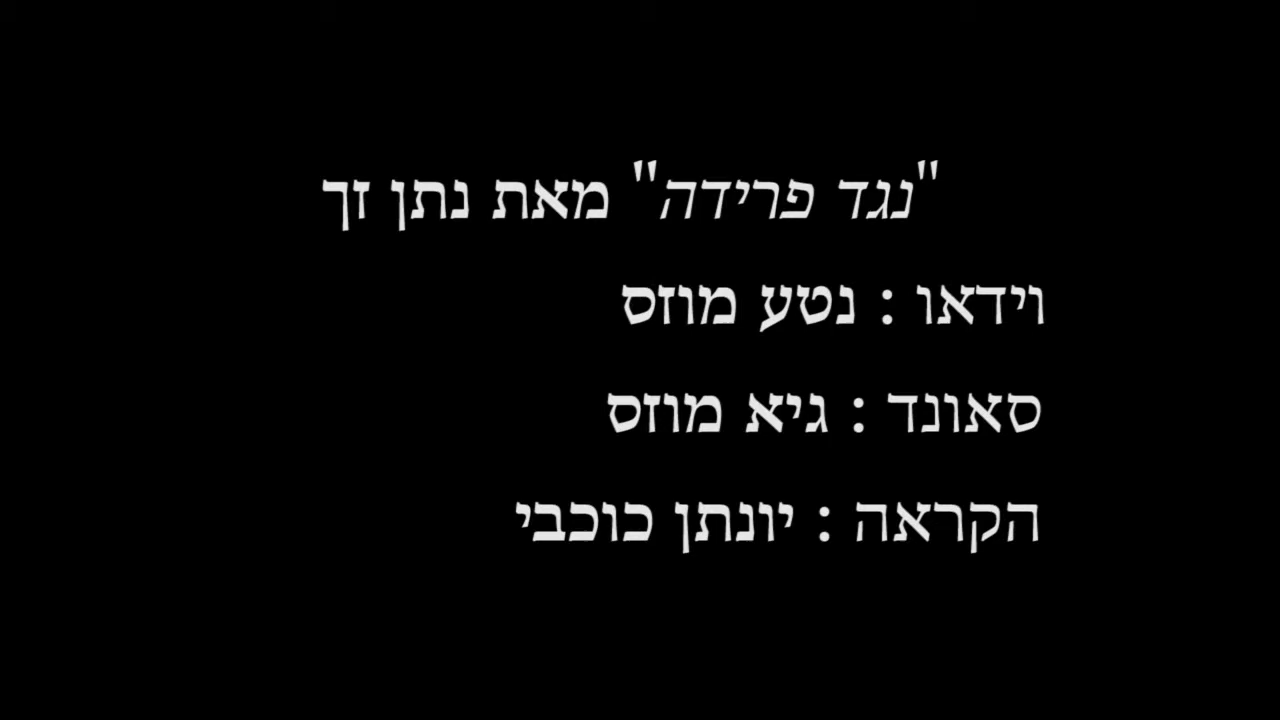 "נגד פרידה" מאת נתן זך
וידאו : נטע מוזס
סאונד : גיא מוזס
הקראה : יונתן כוכבי